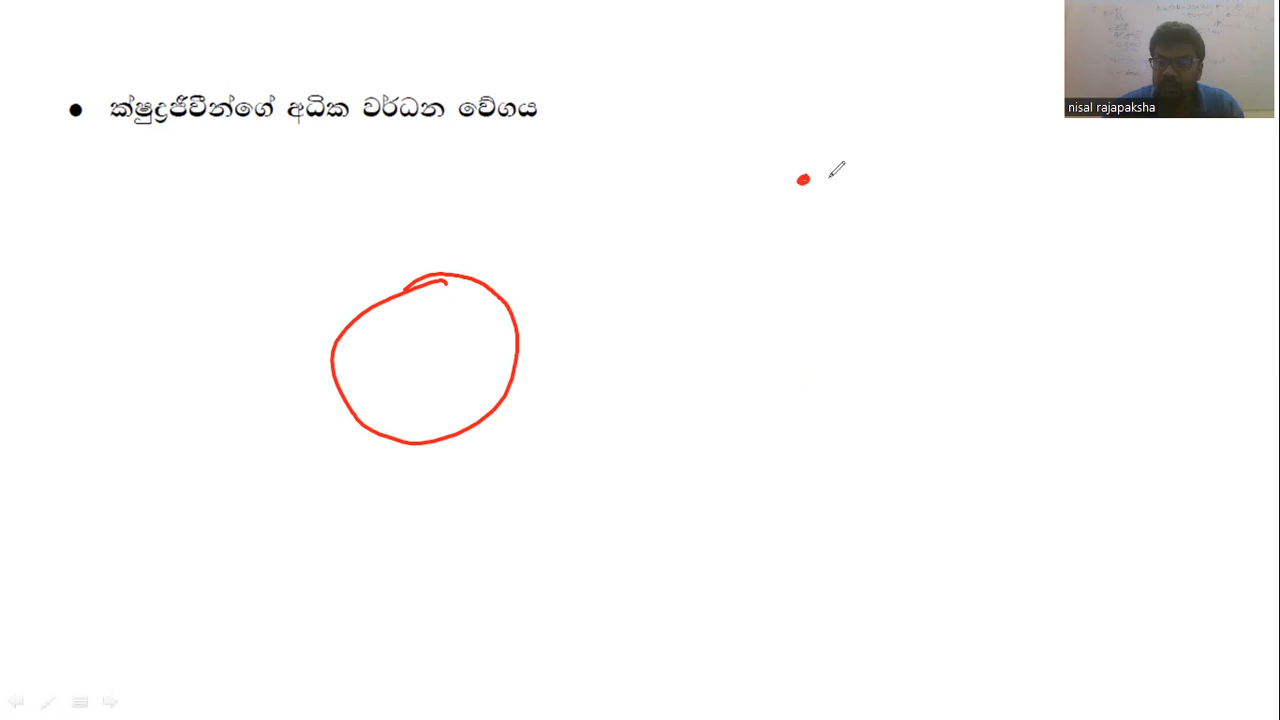 ● ක්ෂුද්‍රජීවීන්ගේ අධික වර්ධන වේගය
nisal rajapaksha